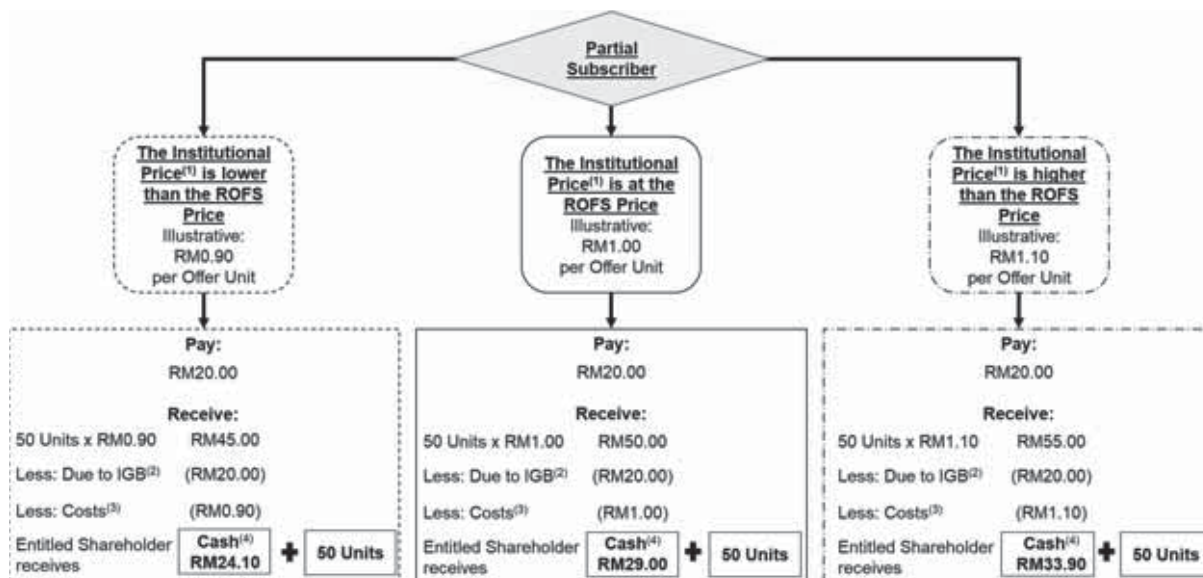 Partial
Subscriber
The Institutional
Price(1) is lower
than the ROFS
Price
Illustrative:
RM0.90
per Offer Unit
The Institutional
Price(1) is at the
ROFS Price
Illustrative:
RM1.00
per Offer Unit
The Institutional
Price(1) is higher
than the ROFS
Price
Illustrative:
RM1.10
per Offer Unit
Pay:
RM20.00
Receive:
50 Units x RM0.90 RM45.00
Less: Due to IGB(2) (RM20.00)
Less: Costs(3) (RM0.90)
Entitled Shareholder
receives
Cash(4)
RM24.10
+
50 Units
Pay:
RM20.00
Receive:
50 Units x RM1.00 RM50.00
Less: Due to IGB(2) (RM20.00)
Less: Costs(3) (RM1.00)
Entitled Shareholder
receives
Cash(4)
RM29.00
+
50 Units
Pay:
RM20.00
Receive:
50 Units x RM1.10 RM55.00
Less: Due to IGB(2) (RM20.00)
Less: Costs(3) (RM1.10)
Entitled Shareholder
receives
Cash(4)
RM33.90
+
50 Units